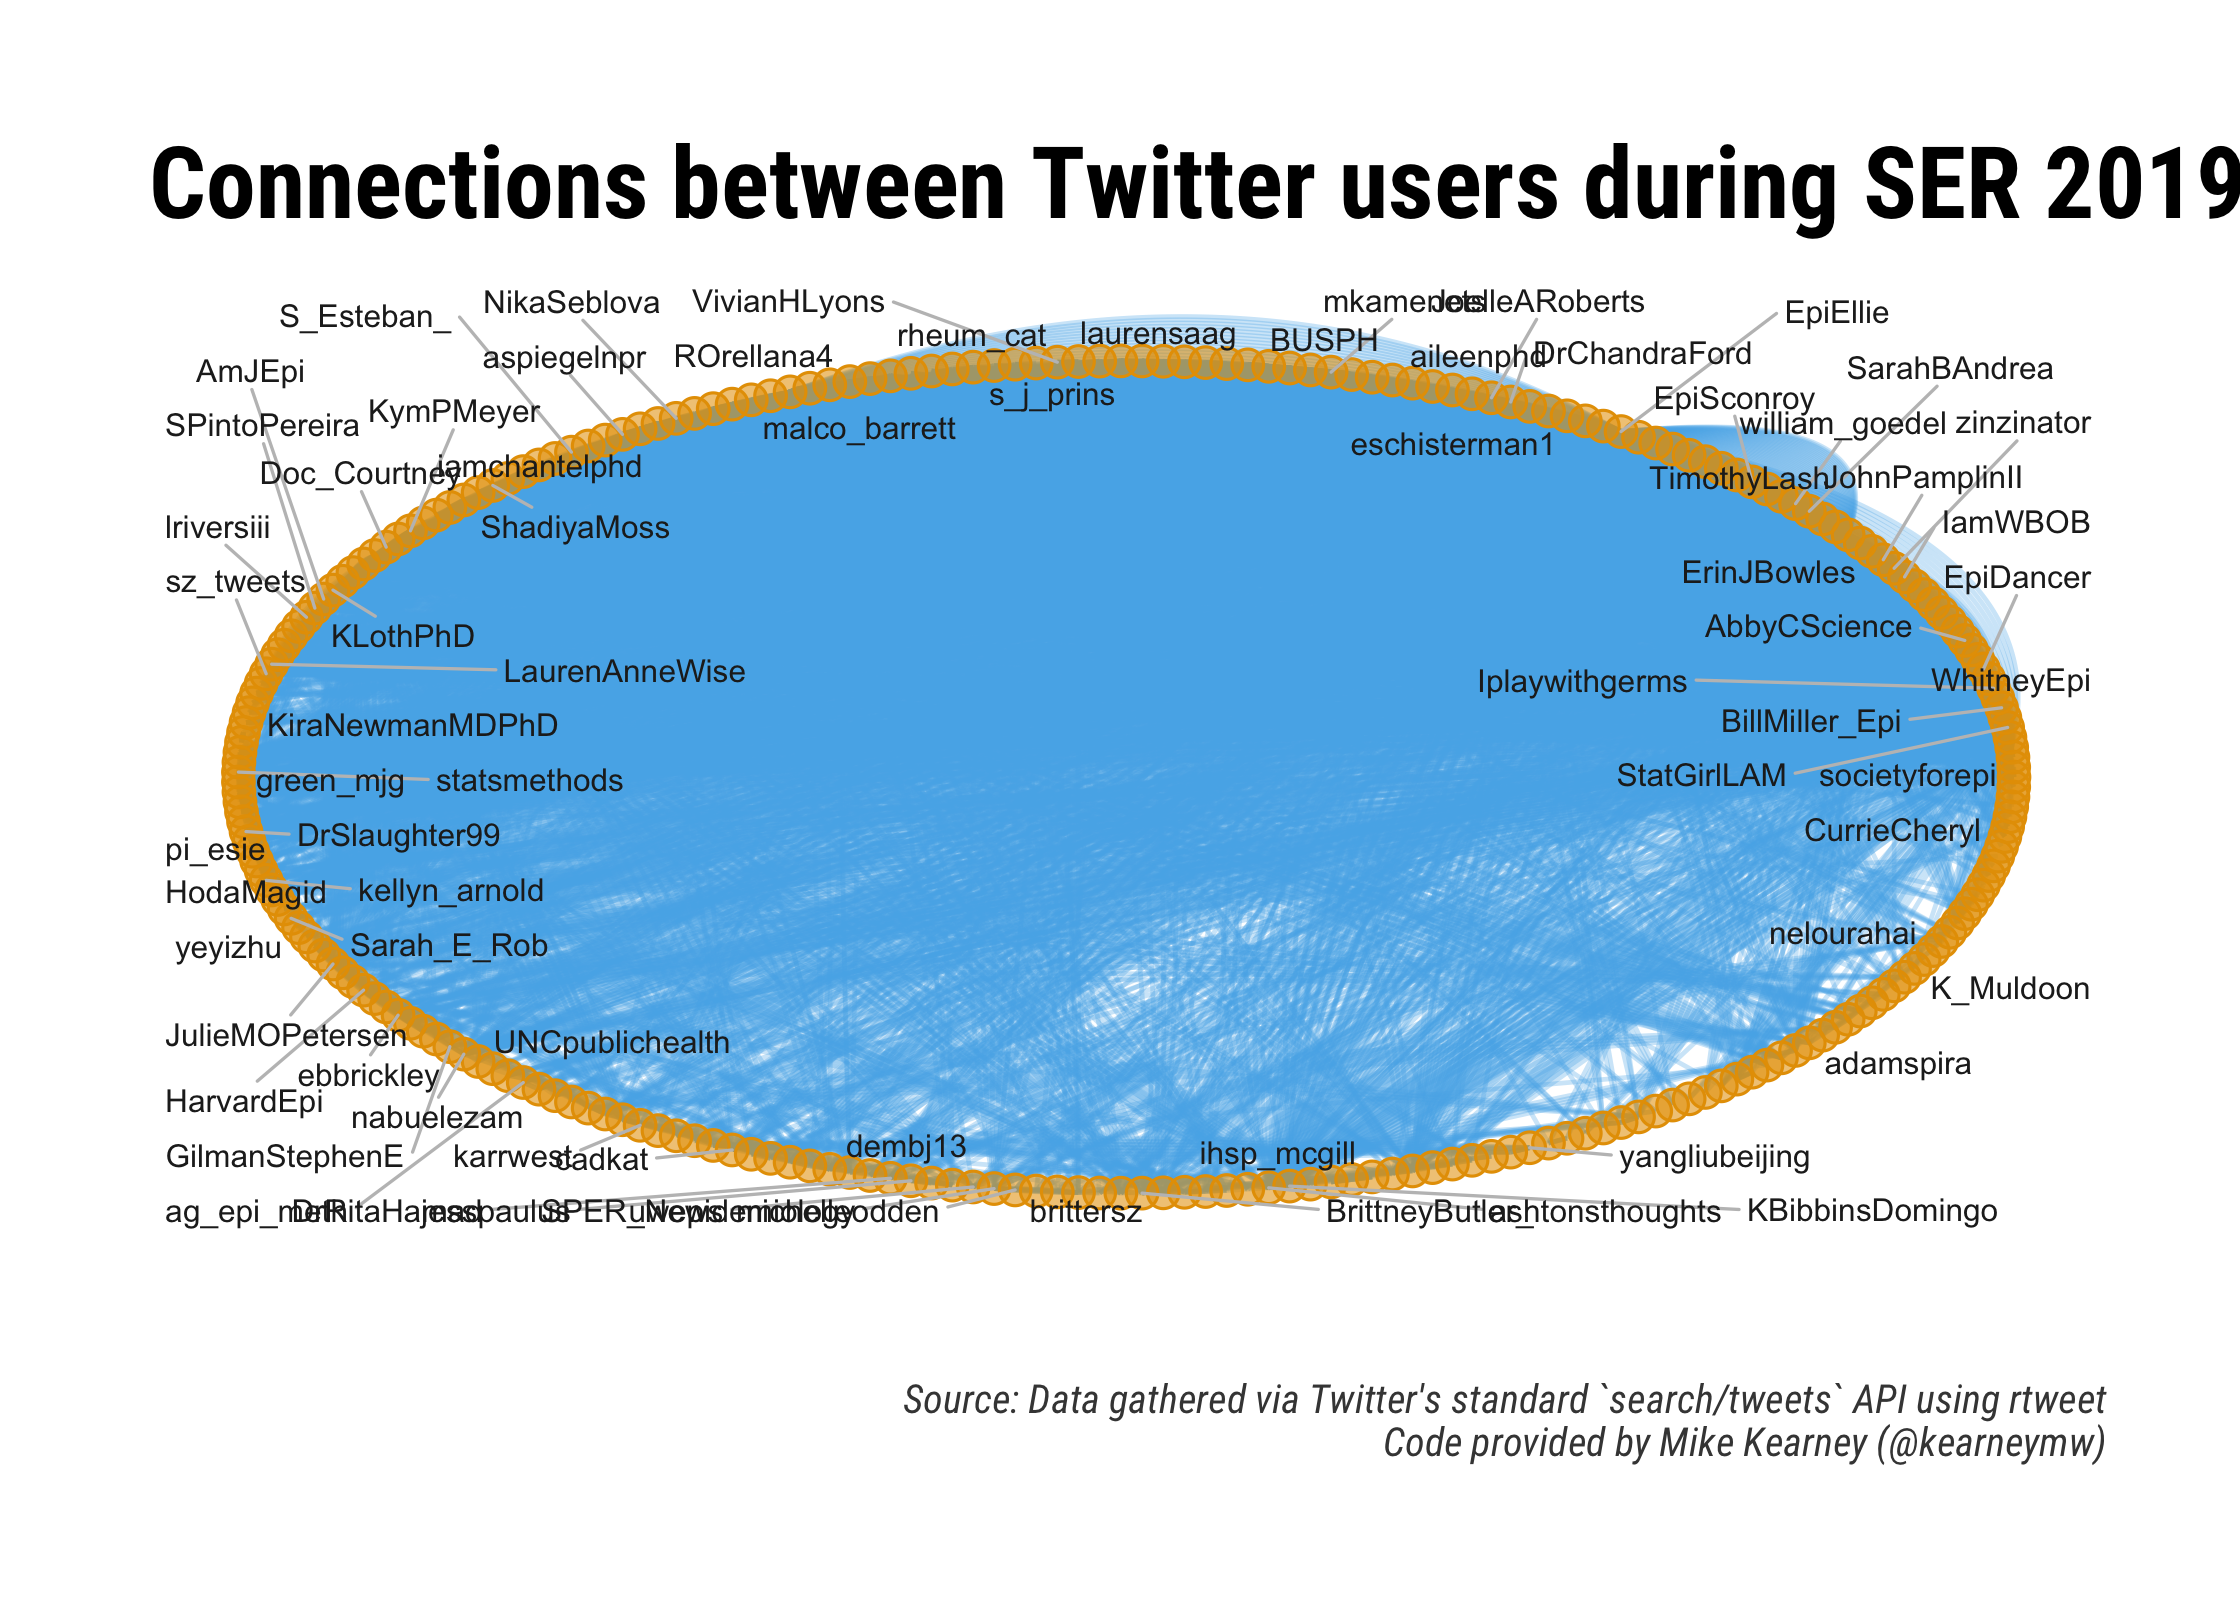 Connections between Twitter users during SER 2019
S_Esteban_
NikaSeblova
VivianHLyons
mkamenetsky
JoelleARoberts
EpiEllie
AmJEpi
aspiegelnpr
ROrellana4
rheum_cat
laurensaag
BUSPH
aileenphd
DrChandraFord
SarahBAndrea
SPintoPereira
KymPMeyer
malco_barrett
s_j_prins
eschisterman1
EpiSconroy
william_goedel
zinzinator
Doc_Courtney
iamchantelphd
TimothyLash
JohnPamplinII
lriversiii
ShadiyaMoss
IamWBOB
sz_tweets
ErinJBowles
EpiDancer
KLothPhD
AbbyCScience
LaurenAnneWise
Iplaywithgerms
WhitneyEpi
KiraNewmanMDPhD
BillMiller_Epi
green_mjg
statsmethods
StatGirlLAM
societyforepi
pi_esie
DrSlaughter99
CurrieCheryl
HodaMagid
kellyn_arnold
yeyizhu
Sarah_E_Rob
nelourahai
K_Muldoon
JulieMOPetersen
UNCpublichealth
ebbrickley
adamspira
HarvardEpi
nabuelezam
GilmanStephenE
karrwest
cadkat
dembj13
ihsp_mcgill
yangliubeijing
jesspaulus
brittersz
BrittneyButler_
ashtonsthoughts
KBibbinsDomingo
Source: Data gathered via Twitter's standard `search/tweets` API using rtweet
Code provided by Mike Kearney (@kearneymw)